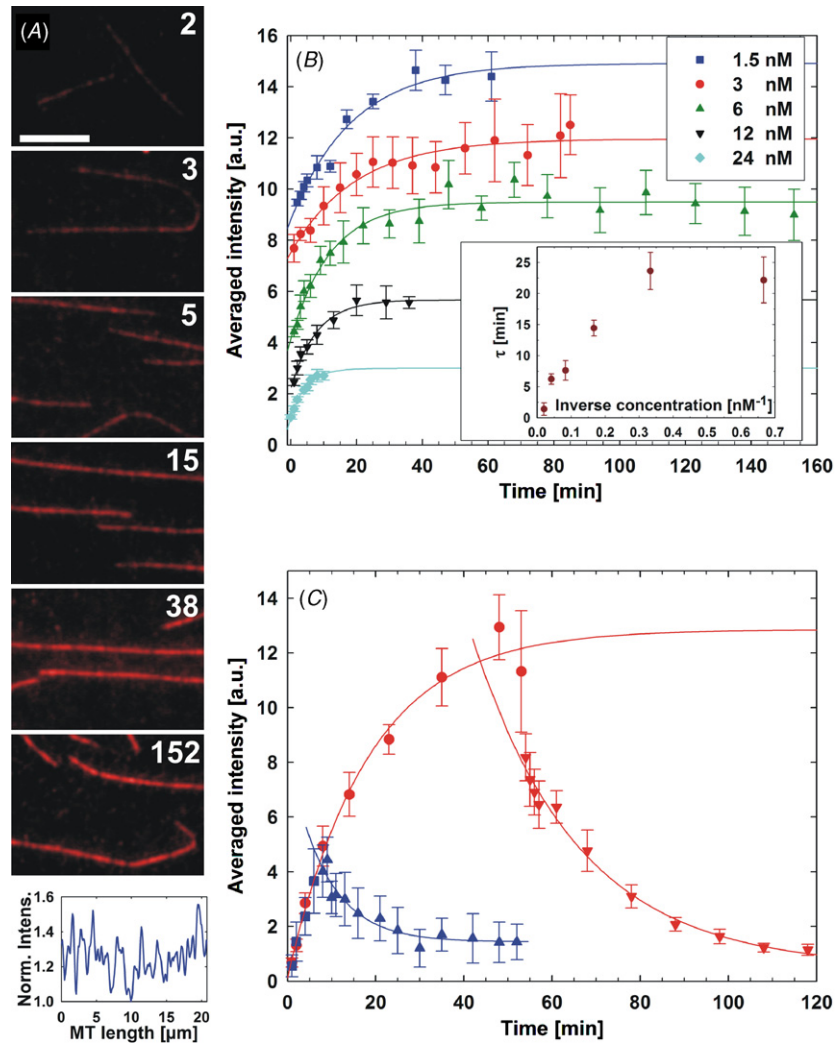 (A)
2
3
5
15
38
152
1.6
1.4
1.2
1.0
Norm. Intens.
0 5 10 15 20
MT length [µm]
(B)
16
14
12
10
8
6
4
2
0
Averaged intensity [a.u.]
0 20 40 60 80 100 120 140 160
Time [min]
1.5 nM
3 nM
6 nM
12 nM
24 nM
25
20
15
10
5
0
τ [min]
Inverse concentration [nM⁻¹]
0.0 0.1 0.2 0.3 0.4 0.5 0.6 0.7
(C)
14
12
10
8
6
4
2
0
Averaged intensity [a.u.]
0 20 40 60 80 100 120
Time [min]